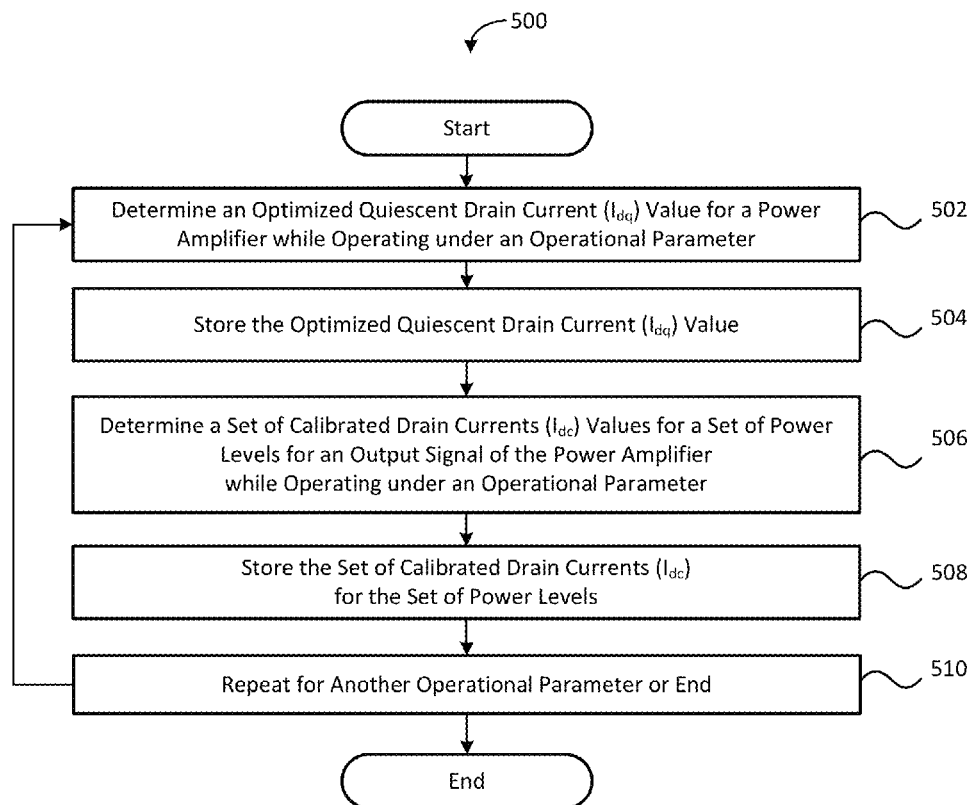 500
Start
Determine an Optimized Quiescent Drain Current (Idq) Value for a Power
Amplifier while Operating under an Operational Parameter
502
Store the Optimized Quiescent Drain Current (Idq) Value
504
Determine a Set of Calibrated Drain Currents (Idc) Values for a Set of Power
Levels for an Output Signal of the Power Amplifier
while Operating under an Operational Parameter
506
Store the Set of Calibrated Drain Currents (Idc)
for the Set of Power Levels
508
Repeat for Another Operational Parameter or End
510
End